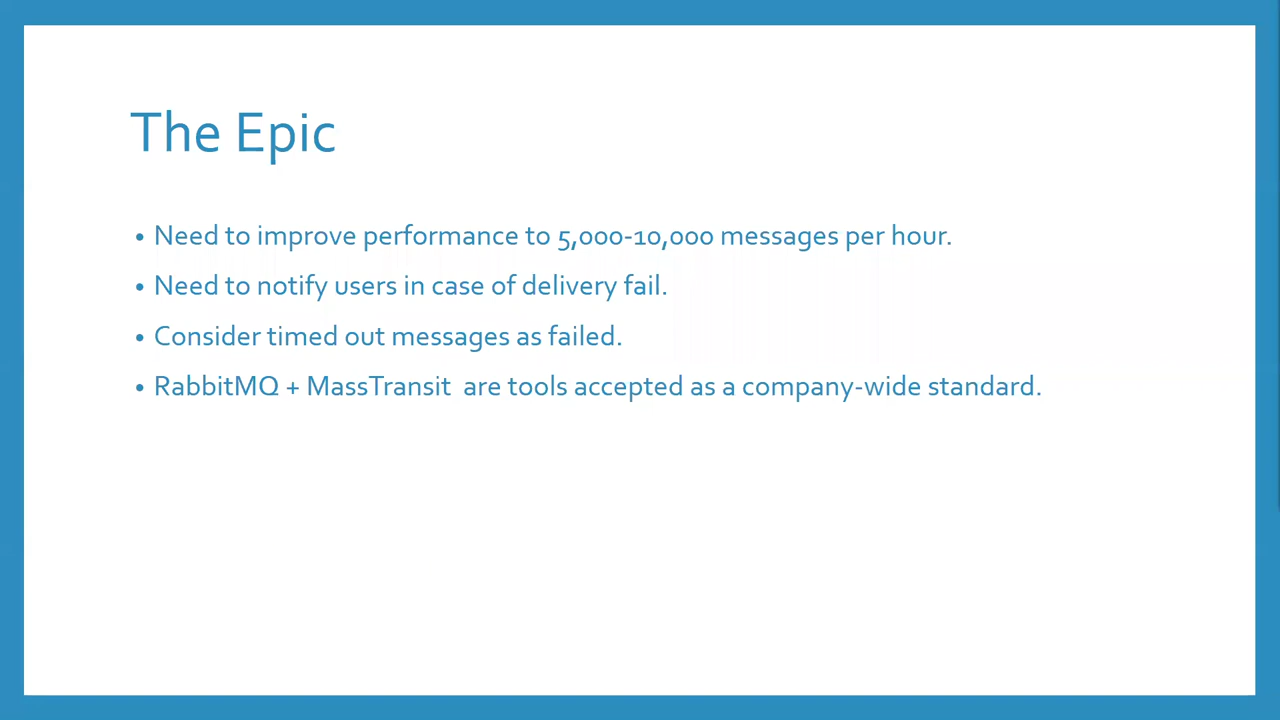 The Epic
• Need to improve performance to 5,000-10,000 messages per hour.
• Need to notify users in case of delivery fail.
• Consider timed out messages as failed.
• RabbitMQ + MassTransit  are tools accepted as a company-wide standard.